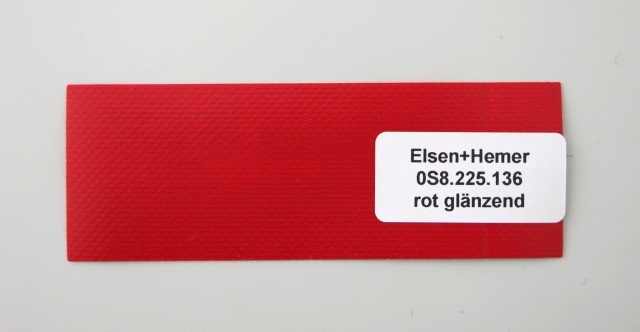 Elsen+Hemer
0S8.225.136
rot glänzend